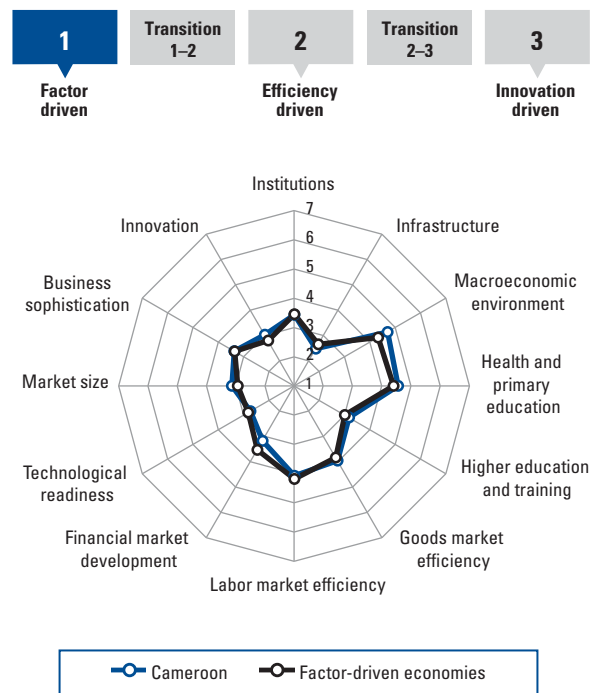 1
Transition
1–2
2
Transition
2–3
3
Factor
driven
Efficiency
driven
Innovation
driven
Institutions
Infrastructure
Macroeconomic
environment
Health and
primary
education
Higher education
and training
Goods market
efficiency
Labor market efficiency
Financial market
development
Technological
readiness
Market size
Business
sophistication
Innovation
7
6
5
4
3
2
1
Cameroon
Factor-driven economies